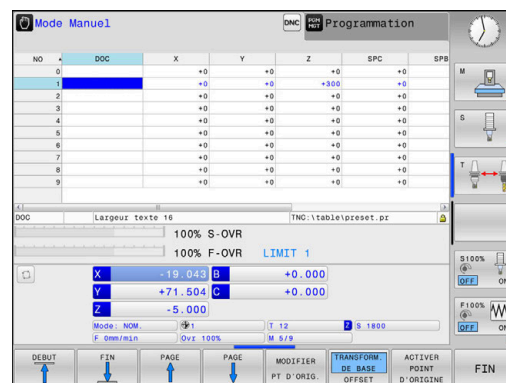 Mode Manuel DNC PGM MGT Programmation
NO DOC X Y Z SPC SPB
0 +0 +0 +0 +0
1 +0 +0 +300 +0
2 +0 +0 +0 +0
3 +0 +0 +0 +0
4 +0 +0 +0 +0
5 +0 +0 +0 +0
6 +0 +0 +0 +0
7 +0 +0 +0 +0
8 +0 +0 +0 +0
9 +0 +0 +0 +0
DOC Largeur texte 16 TNC:\table\preset.pr
100% S-OVR
100% F-OVR LIMIT 1
X -19.043 B +0.000
Y +71.504 C +0.000
Z -5.000
Mode: NOM. 1 T 12 Z S 1800
F 0mm/min Ovr 100% M 5/9
M
S
T
S100%
OFF ON
F100%
OFF ON
DEBUT
FIN
PAGE
PAGE
MODIFIER
PT D'ORIG.
TRANSFORM.
DE BASE
OFFSET
ACTIVER
POINT
D'ORIGINE
FIN